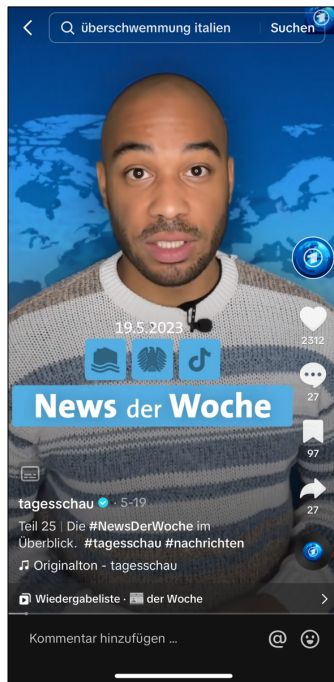 überschwemmung italien
Suchen
19.5.2023
News der Woche
2312
27
97
27
tagesschau · 5-19
Teil 25 | Die #NewsDerWoche im
Überblick. #tagesschau #nachrichten
Originalton - tagesschau
Wiedergabeliste · der Woche
Kommentar hinzufügen ...
@